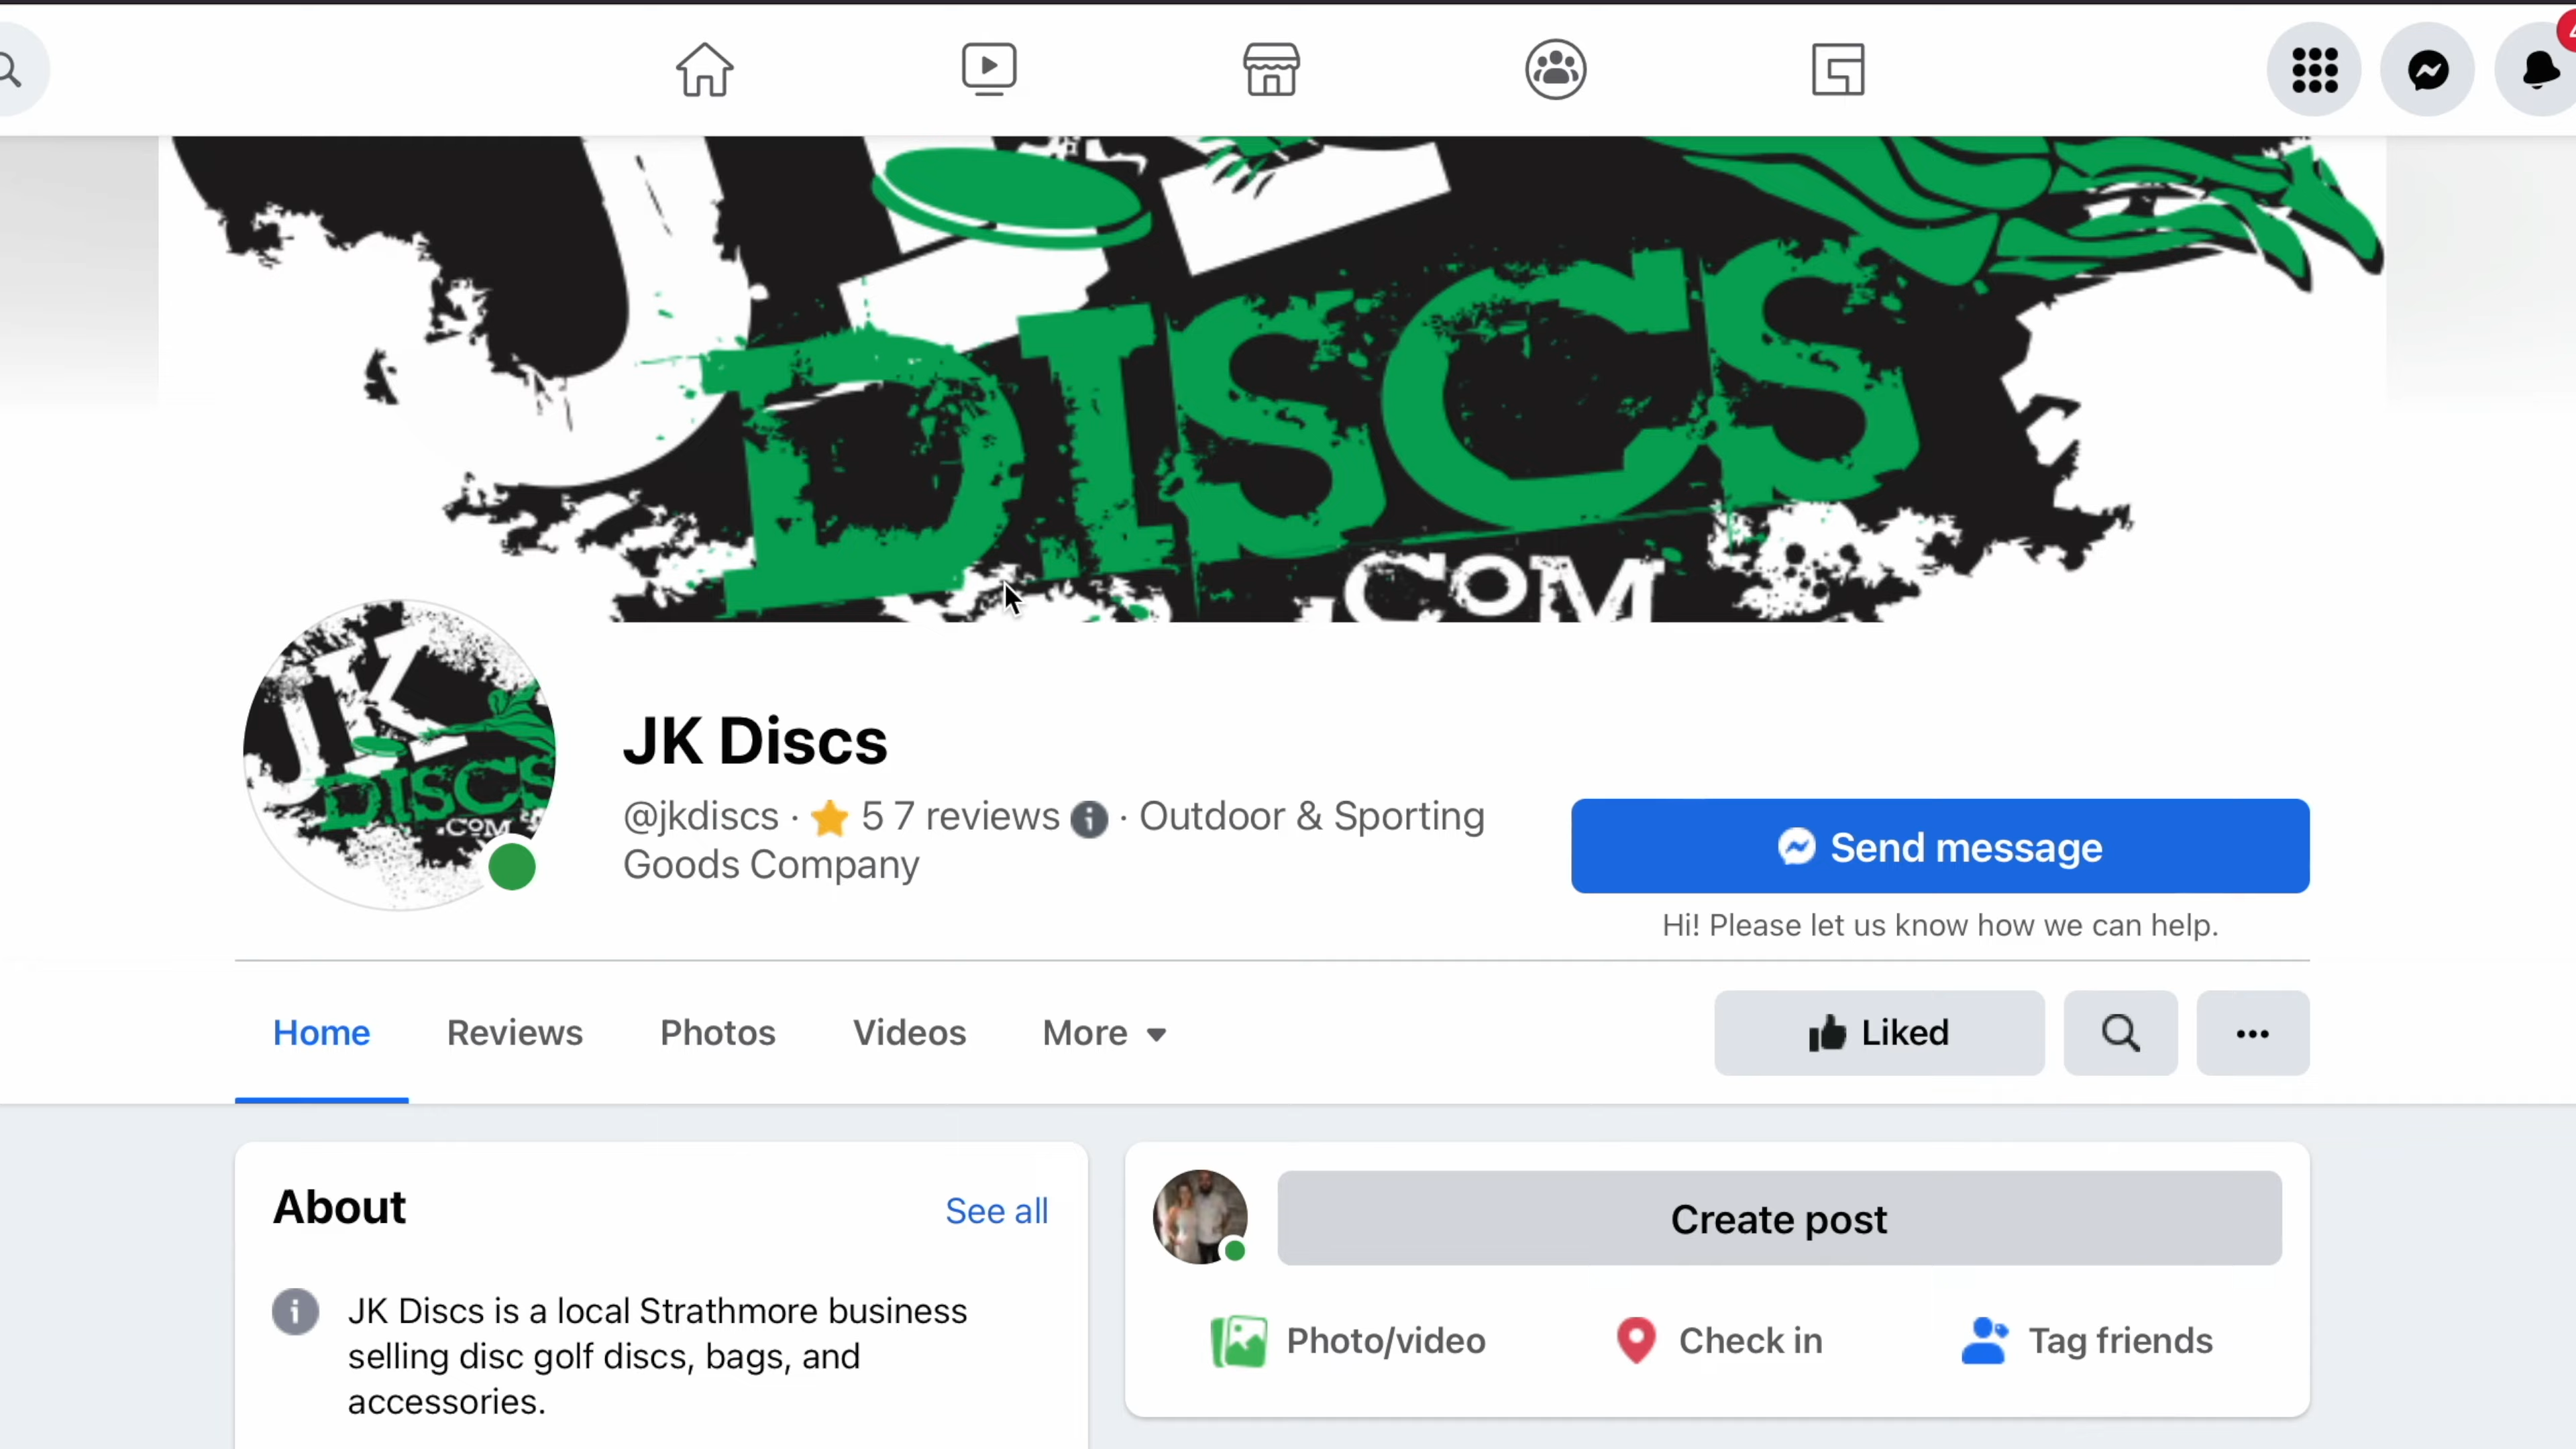 DISCS
.COM
JK
DISCS
.COM
JK Discs
@jkdiscs · 5 7 reviews · Outdoor & Sporting
Goods Company
Send message
Hi! Please let us know how we can help.
Home Reviews Photos Videos More
Liked
About
See all
JK Discs is a local Strathmore business
selling disc golf discs, bags, and
accessories.
Create post
Photo/video Check in Tag friends